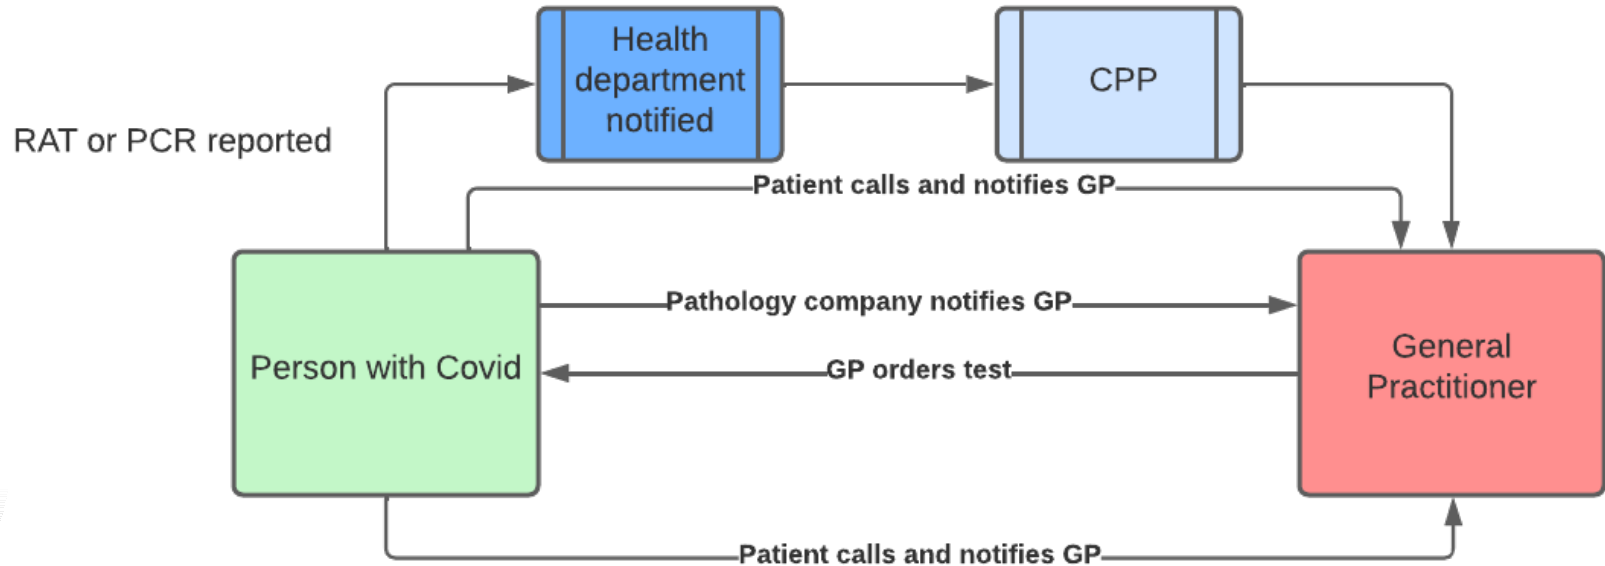 Health
department
notified
CPP
RAT or PCR reported
Patient calls and notifies GP
Pathology company notifies GP
Person with Covid
GP orders test
General
Practitioner
Patient calls and notifies GP